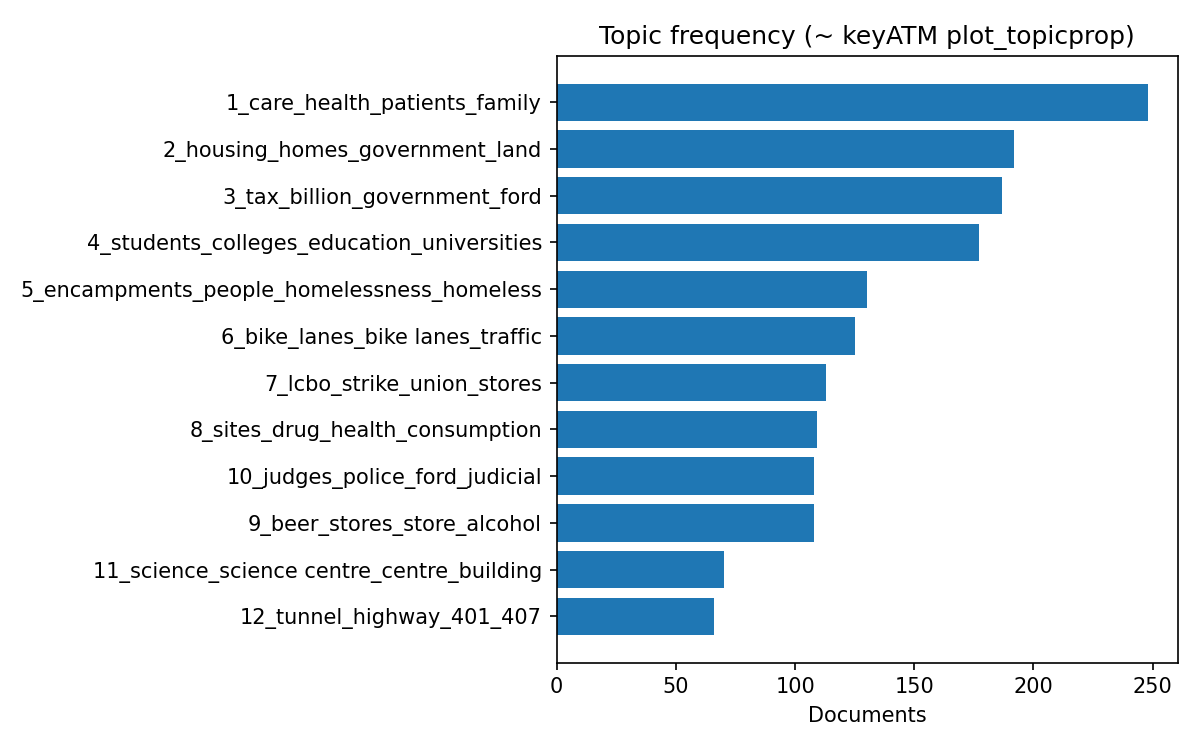 Topic frequency (~ keyATM plot_topicprop)
1_care_health_patients_family
2_housing_homes_government_land
3_tax_billion_government_ford
4_students_colleges_education_universities
5_encampments_people_homelessness_homeless
6_bike_lanes_bike lanes_traffic
7_lcbo_strike_union_stores
8_sites_drug_health_consumption
10_judges_police_ford_judicial
9_beer_stores_store_alcohol
11_science_science centre_centre_building
12_tunnel_highway_401_407
0 50 100 150 200 250
Documents